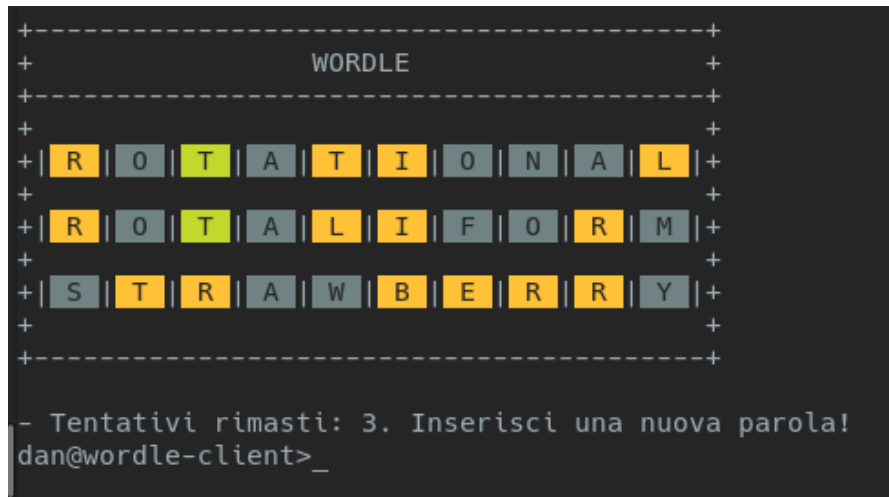 +-----------------------------------------+
+ WORDLE +
+-----------------------------------------+
+ +
+| R | O | T | A | T | I | O | N | A | L |+
+ +
+| R | O | T | A | L | I | F | O | R | M |+
+ +
+| S | T | R | A | W | B | E | R | R | Y |+
+ +
+-----------------------------------------+
- Tentativi rimasti: 3. Inserisci una nuova parola!
dan@wordle-client>_